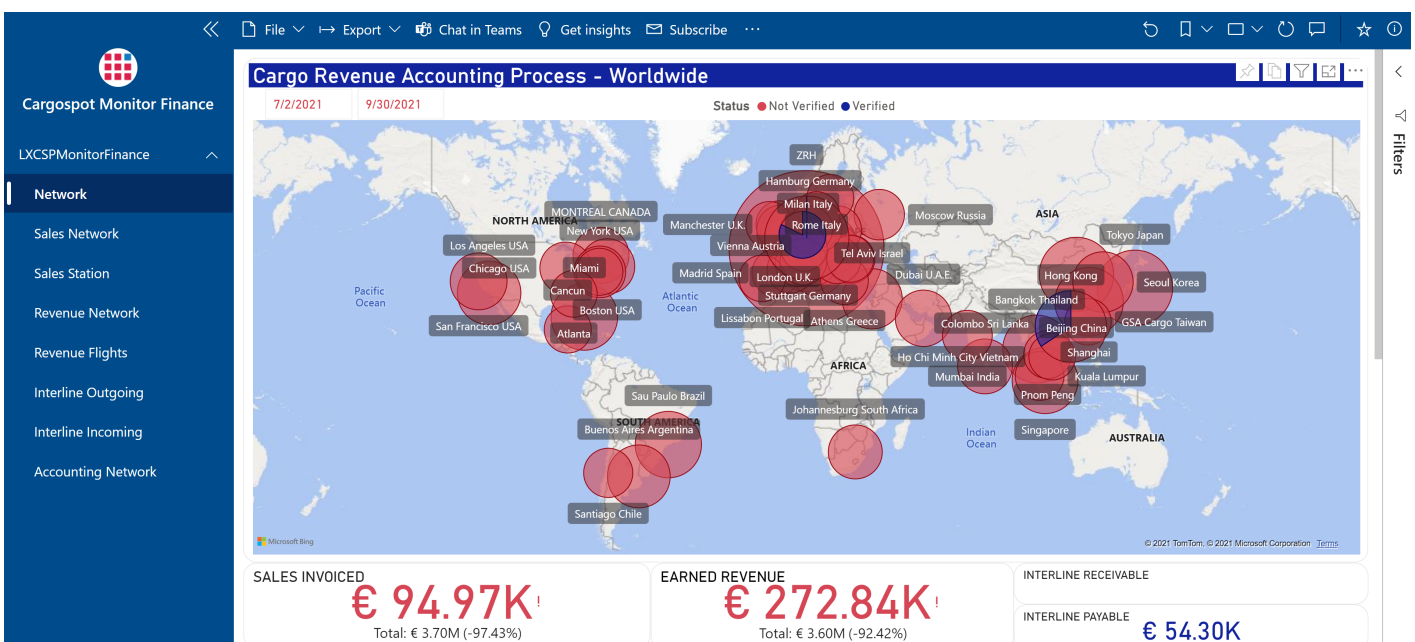 File Export Chat in Teams Get insights Subscribe ...
Cargospot Monitor Finance
LXCSPMonitorFinance
Network
Sales Network
Sales Station
Revenue Network
Revenue Flights
Interline Outgoing
Interline Incoming
Accounting Network
Cargo Revenue Accounting Process - Worldwide
7/2/2021 9/30/2021
Status Not Verified Verified
Filters
ZRH
Hamburg Germany
Milan Italy
MONTREAL CANADA
NORTH AMERICA
Moscow Russia
ASIA
Manchester U.K.
Rome Italy
New York USA
Tokyo Japan
Los Angeles USA
Vienna Austria
Tel Aviv Israel
Chicago USA
Miami
Madrid Spain
London U.K.
Dubai U.A.E.
Hong Kong
Seoul Korea
Pacific
Ocean
Cancun
Atlantic
Ocean
Stuttgart Germany
Bangkok Thailand
Boston USA
Lissabon Portugal
Athens Greece
Colombo Sri Lanka
Beijing China
GSA Cargo Taiwan
San Francisco USA
Atlanta
Ho Chi Minh City Vietnam
Shanghai
AFRICA
Mumbai India
Kuala Lumpur
Sau Paulo Brazil
Pnom Peng
Johannesburg South Africa
SOUTH AMERICA
Buenos Aires Argentina
Indian
Ocean
Singapore
AUSTRALIA
Santiago Chile
Microsoft Bing
© 2021 TomTom, © 2021 Microsoft Corporation Terms
SALES INVOICED
€ 94.97K!
Total: € 3.70M (-97.43%)
EARNED REVENUE
€ 272.84K!
Total: € 3.60M (-92.42%)
INTERLINE RECEIVABLE
INTERLINE PAYABLE
€ 54.30K